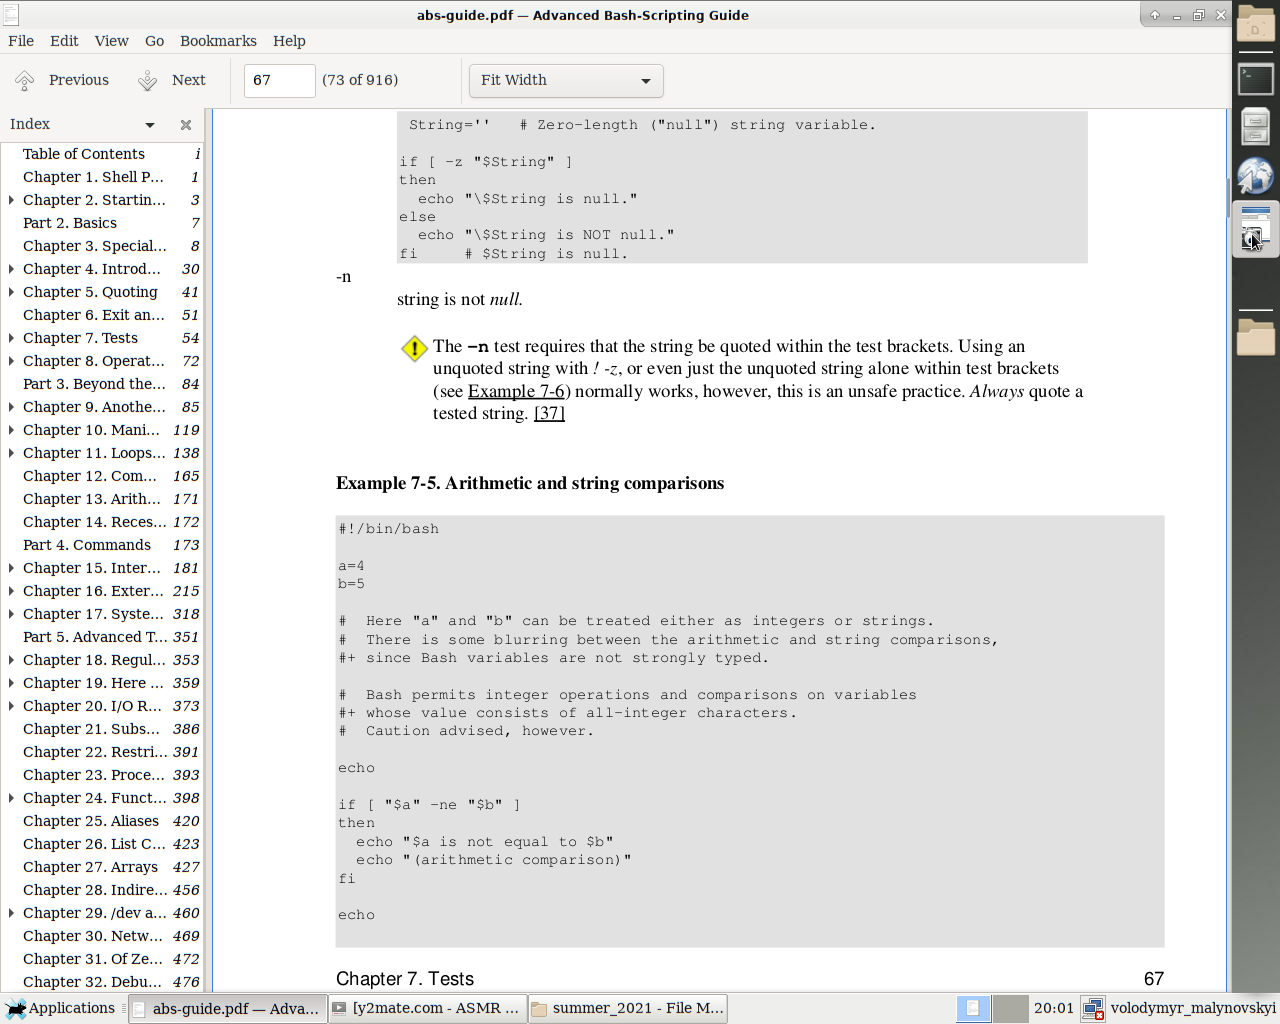 abs-guide.pdf — Advanced Bash-Scripting Guide
File Edit View Go Bookmarks Help
Previous Next 67 (73 of 916) Fit Width
Index
Table of Contents i
Chapter 1. Shell P... 1
Chapter 2. Startin... 3
Part 2. Basics 7
Chapter 3. Special... 8
Chapter 4. Introd... 30
Chapter 5. Quoting 41
Chapter 6. Exit an... 51
Chapter 7. Tests 54
Chapter 8. Operat... 72
Part 3. Beyond the... 84
Chapter 9. Anothe... 85
Chapter 10. Mani... 119
Chapter 11. Loops... 138
Chapter 12. Com... 165
Chapter 13. Arith... 171
Chapter 14. Reces... 172
Part 4. Commands 173
Chapter 15. Inter... 181
Chapter 16. Exter... 215
Chapter 17. Syste... 318
Part 5. Advanced T... 351
Chapter 18. Regul... 353
Chapter 19. Here ... 359
Chapter 20. I/O R... 373
Chapter 21. Subs... 386
Chapter 22. Restri... 391
Chapter 23. Proce... 393
Chapter 24. Funct... 398
Chapter 25. Aliases 420
Chapter 26. List C... 423
Chapter 27. Arrays 427
Chapter 28. Indire... 456
Chapter 29. /dev a... 460
Chapter 30. Netw... 469
Chapter 31. Of Ze... 472
Chapter 32. Debu... 476
String='' # Zero-length ("null") string variable.
if [ -z "$String" ]
then
echo "\$String is null."
else
echo "\$String is NOT null."
fi # $String is null.
-n
string is not null.
The -n test requires that the string be quoted within the test brackets. Using an
unquoted string with ! -z, or even just the unquoted string alone within test brackets
(see Example 7-6) normally works, however, this is an unsafe practice. Always quote a
tested string. [37]
Example 7-5. Arithmetic and string comparisons
#!/bin/bash
a=4
b=5
# Here "a" and "b" can be treated either as integers or strings.
# There is some blurring between the arithmetic and string comparisons,
#+ since Bash variables are not strongly typed.
# Bash permits integer operations and comparisons on variables
#+ whose value consists of all-integer characters.
# Caution advised, however.
echo
if [ "$a" -ne "$b" ]
then
echo "$a is not equal to $b"
echo "(arithmetic comparison)"
fi
echo
Chapter 7. Tests 67
Applications abs-guide.pdf — Adva... [y2mate.com - ASMR ... summer_2021 - File M... 20:01 volodymyr_malynovskyi